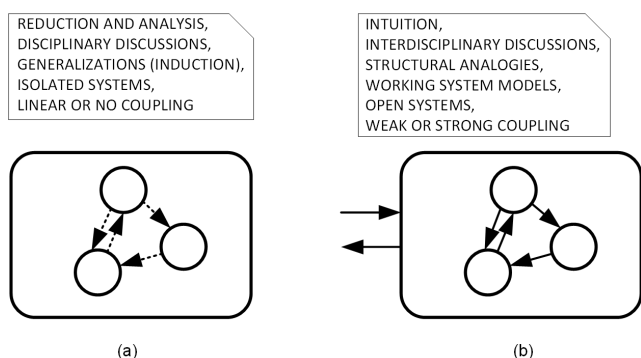 REDUCTION AND ANALYSIS,
DISCIPLINARY DISCUSSIONS,
GENERALIZATIONS (INDUCTION),
ISOLATED SYSTEMS,
LINEAR OR NO COUPLING
INTUITION,
INTERDISCIPLINARY DISCUSSIONS,
STRUCTURAL ANALOGIES,
WORKING SYSTEM MODELS,
OPEN SYSTEMS,
WEAK OR STRONG COUPLING
(a)
(b)